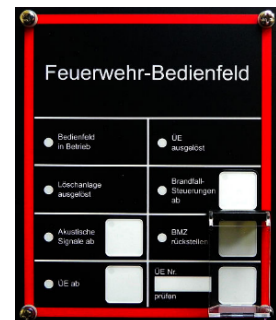 Feuerwehr-Bedienfeld
Bedienfeld
in Betrieb
ÜE
ausgelöst
Löschanlage
ausgelöst
Brandfall-
Steuerungen
ab
Akustische
Signale ab
BMZ
rückstellen
ÜE ab
ÜE Nr.
prüfen